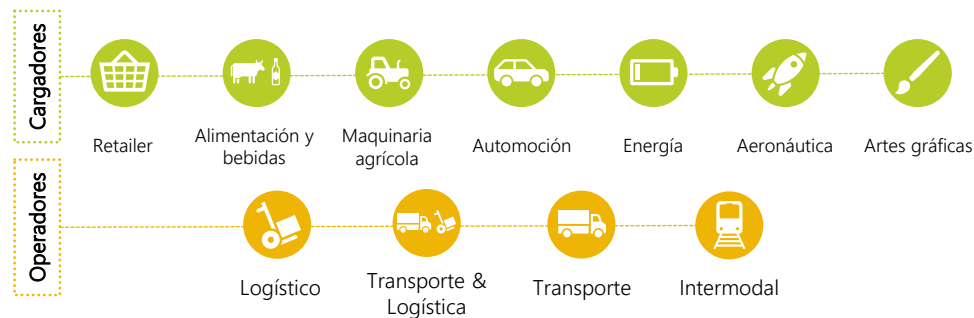 Cargadores
Retailer
Alimentación y
bebidas
Maquinaria
agrícola
Automoción
Energía
Aeronáutica
Artes gráficas
Operadores
Logístico
Transporte &
Logística
Transporte
Intermodal